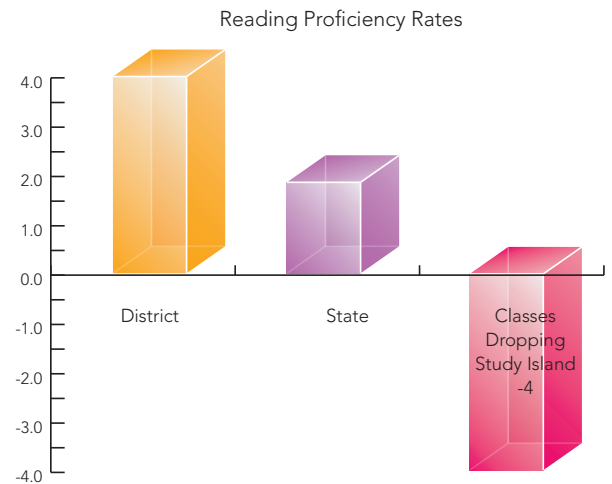 Reading Proficiency Rates
4.0
3.0
2.0
1.0
0.0
-1.0
-2.0
-3.0
-4.0
District
State
Classes
Dropping
Study Island
-4